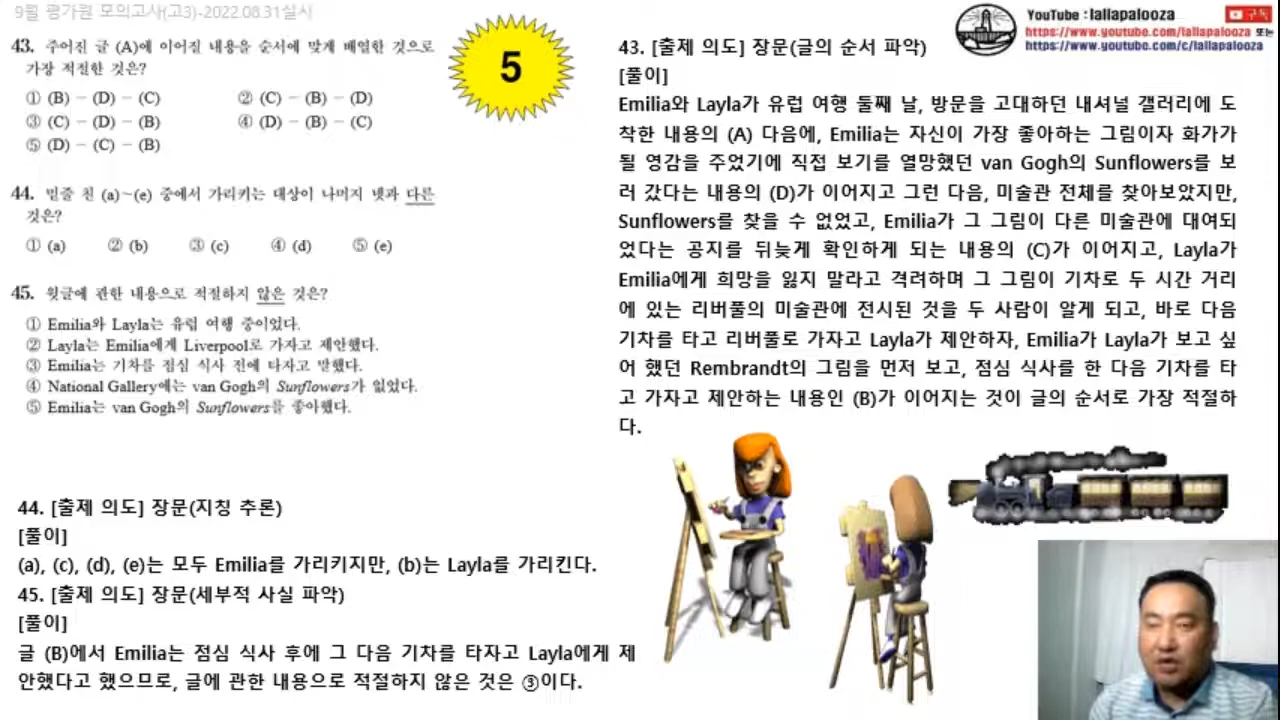 9월 평가원 모의고사(고3)-2022.08.31실시
43. 주어진 글 (A)에 이어질 내용을 순서에 맞게 배열한 것으로
가장 적절한 것은?
① (B) - (D) - (C)
② (C) - (B) - (D)
③ (C) - (D) - (B)
④ (D) - (B) - (C)
⑤ (D) - (C) - (B)
5
44. 밑줄 친 (a)~(e) 중에서 가리키는 대상이 나머지 넷과 다른
것은?
① (a) ② (b) ③ (c) ④ (d) ⑤ (e)
45. 윗글에 관한 내용으로 적절하지 않은 것은?
① Emilia와 Layla는 유럽 여행 중이었다.
② Layla는 Emilia에게 Liverpool로 가자고 제안했다.
③ Emilia는 기차를 점심 식사 전에 타자고 말했다.
④ National Gallery에는 van Gogh의 Sunflowers가 없었다.
⑤ Emilia는 van Gogh의 Sunflowers를 좋아했다.
44. [출제 의도] 장문(지칭 추론)
[풀이]
(a), (c), (d), (e)는 모두 Emilia를 가리키지만, (b)는 Layla를 가리킨다.
45. [출제 의도] 장문(세부적 사실 파악)
[풀이]
글 (B)에서 Emilia는 점심 식사 후에 그 다음 기차를 타자고 Layla에게 제
안했다고 했으므로, 글에 관한 내용으로 적절하지 않은 것은 ③이다.
YouTube : lallapalooza
구독
https://www.youtube.com/lallapalooza 또는
https://www.youtube.com/c/lallapalooza
43. [출제 의도] 장문(글의 순서 파악)
[풀이]
Emilia와 Layla가 유럽 여행 둘째 날, 방문을 고대하던 내셔널 갤러리에 도
착한 내용의 (A) 다음에, Emilia는 자신이 가장 좋아하는 그림이자 화가가
될 영감을 주었기에 직접 보기를 열망했던 van Gogh의 Sunflowers를 보
러 갔다는 내용의 (D)가 이어지고 그런 다음, 미술관 전체를 찾아보았지만,
Sunflowers를 찾을 수 없었고, Emilia가 그 그림이 다른 미술관에 대여되
었다는 공지를 뒤늦게 확인하게 되는 내용의 (C)가 이어지고, Layla가
Emilia에게 희망을 잃지 말라고 격려하며 그 그림이 기차로 두 시간 거리
에 있는 리버풀의 미술관에 전시된 것을 두 사람이 알게 되고, 바로 다음
기차를 타고 리버풀로 가자고 Layla가 제안하자, Emilia가 Layla가 보고 싶
어 했던 Rembrandt의 그림을 먼저 보고, 점심 식사를 한 다음 기차를 타
고 가자고 제안하는 내용인 (B)가 이어지는 것이 글의 순서로 가장 적절하
다.